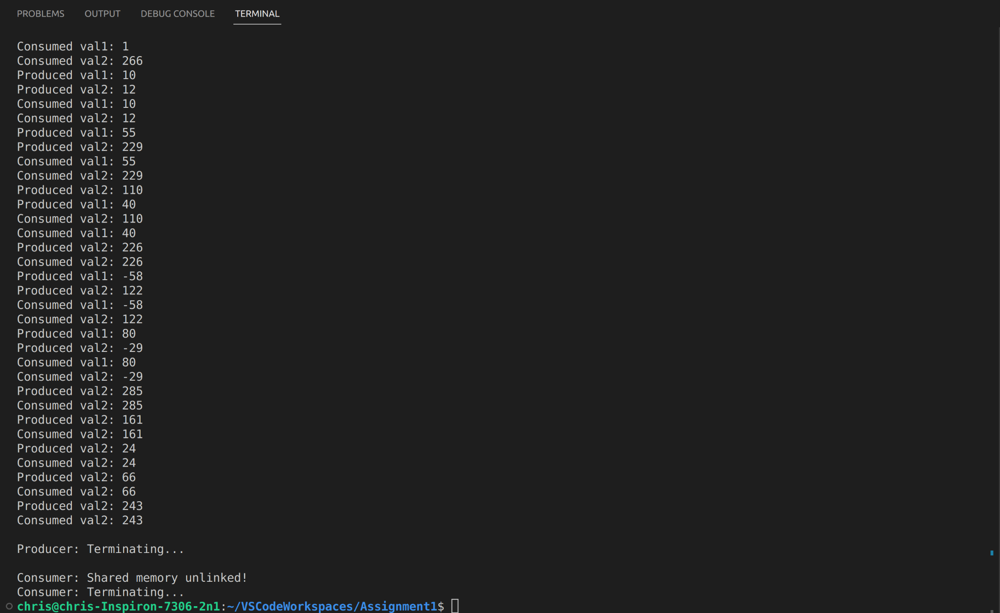 PROBLEMS OUTPUT DEBUG CONSOLE TERMINAL
Consumed val1: 1
Consumed val2: 266
Produced val1: 10
Produced val2: 12
Consumed val1: 10
Consumed val2: 12
Produced val1: 55
Produced val2: 229
Consumed val1: 55
Consumed val2: 229
Produced val2: 110
Produced val1: 40
Consumed val2: 110
Consumed val1: 40
Produced val2: 226
Consumed val2: 226
Produced val1: -58
Produced val2: 122
Consumed val1: -58
Consumed val2: 122
Produced val1: 80
Produced val2: -29
Consumed val1: 80
Consumed val2: -29
Produced val2: 285
Consumed val2: 285
Produced val2: 161
Consumed val2: 161
Produced val2: 24
Consumed val2: 24
Produced val2: 66
Consumed val2: 66
Produced val2: 243
Consumed val2: 243
Producer: Terminating...
Consumer: Shared memory unlinked!
Consumer: Terminating...
chris@chris-Inspiron-7306-2n1:~/VSCodeWorkspaces/Assignment1$